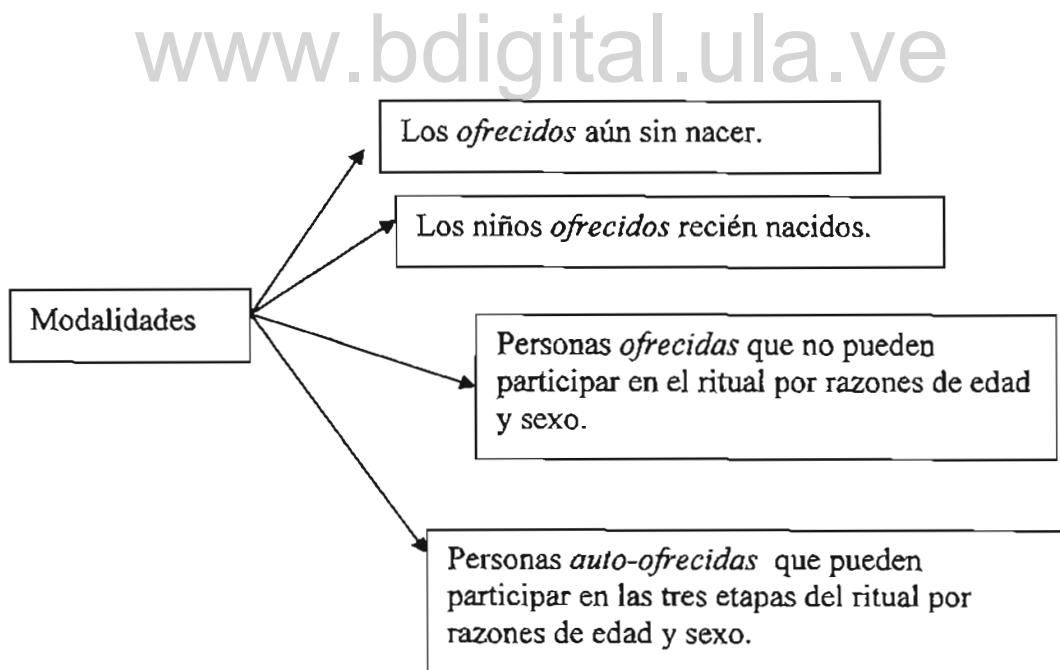 www.bdigital.ula.ve
Los ofrecidos aún sin nacer.
Los niños ofrecidos recién nacidos.
Modalidades
Personas ofrecidas que no pueden
participar en el ritual por razones de edad
y sexo.
Personas auto-ofrecidas que pueden
participar en las tres etapas del ritual por
razones de edad y sexo.